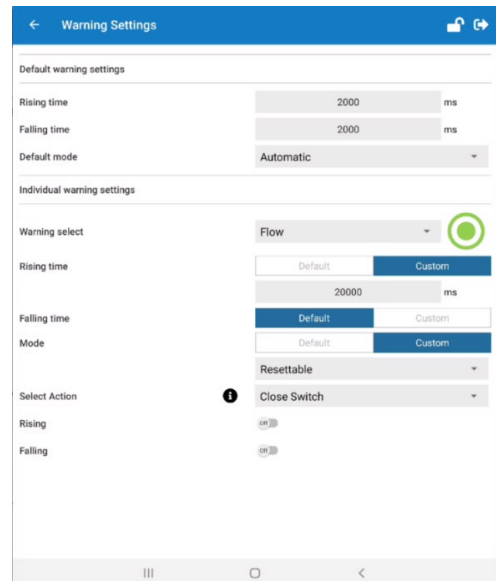 Warning Settings
Default warning settings
Rising time 2000 ms
Falling time 2000 ms
Default mode Automatic
Individual warning settings
Warning select Flow
Rising time Default Custom
20000 ms
Falling time Default Custom
Mode Default Custom
Resettable
Select Action i Close Switch
Rising Off
Falling Off